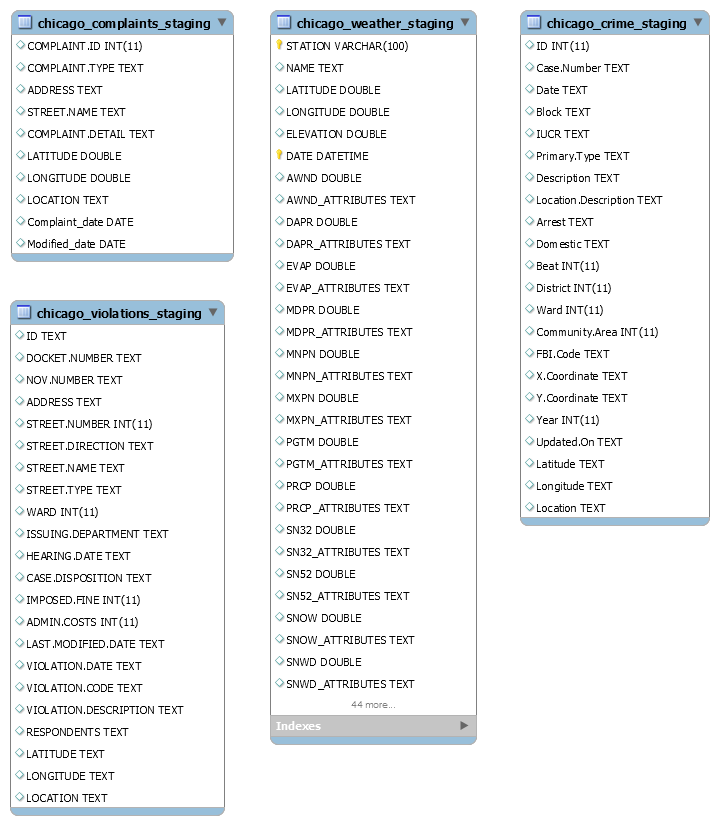 chicago_complaints_staging
COMPLAINT.ID INT(11)
COMPLAINT.TYPE TEXT
ADDRESS TEXT
STREET.NAME TEXT
COMPLAINT.DETAIL TEXT
LATITUDE DOUBLE
LONGITUDE DOUBLE
LOCATION TEXT
Complaint_date DATE
Modified_date DATE
chicago_violations_staging
ID TEXT
DOCKET.NUMBER TEXT
NOV.NUMBER TEXT
ADDRESS TEXT
STREET.NUMBER INT(11)
STREET.DIRECTION TEXT
STREET.NAME TEXT
STREET.TYPE TEXT
WARD INT(11)
ISSUING.DEPARTMENT TEXT
HEARING.DATE TEXT
CASE.DISPOSITION TEXT
IMPOSED.FINE INT(11)
ADMIN.COSTS INT(11)
LAST.MODIFIED.DATE TEXT
VIOLATION.DATE TEXT
VIOLATION.CODE TEXT
VIOLATION.DESCRIPTION TEXT
RESPONDENTS TEXT
LATITUDE TEXT
LONGITUDE TEXT
LOCATION TEXT
chicago_weather_staging
STATION VARCHAR(100)
NAME TEXT
LATITUDE DOUBLE
LONGITUDE DOUBLE
ELEVATION DOUBLE
DATE DATETIME
AWND DOUBLE
AWND_ATTRIBUTES TEXT
DAPR DOUBLE
DAPR_ATTRIBUTES TEXT
EVAP DOUBLE
EVAP_ATTRIBUTES TEXT
MDPR DOUBLE
MDPR_ATTRIBUTES TEXT
MNPN DOUBLE
MNPN_ATTRIBUTES TEXT
MXPN DOUBLE
MXPN_ATTRIBUTES TEXT
PGTM DOUBLE
PGTM_ATTRIBUTES TEXT
PRCP DOUBLE
PRCP_ATTRIBUTES TEXT
SN32 DOUBLE
SN32_ATTRIBUTES TEXT
SN52 DOUBLE
SN52_ATTRIBUTES TEXT
SNOW DOUBLE
SNOW_ATTRIBUTES TEXT
SNWD DOUBLE
SNWD_ATTRIBUTES TEXT
44 more...
Indexes
chicago_crime_staging
ID INT(11)
Case.Number TEXT
Date TEXT
Block TEXT
IUCR TEXT
Primary.Type TEXT
Description TEXT
Location.Description TEXT
Arrest TEXT
Domestic TEXT
Beat INT(11)
District INT(11)
Ward INT(11)
Community.Area INT(11)
FBI.Code TEXT
X.Coordinate TEXT
Y.Coordinate TEXT
Year INT(11)
Updated.On TEXT
Latitude TEXT
Longitude TEXT
Location TEXT